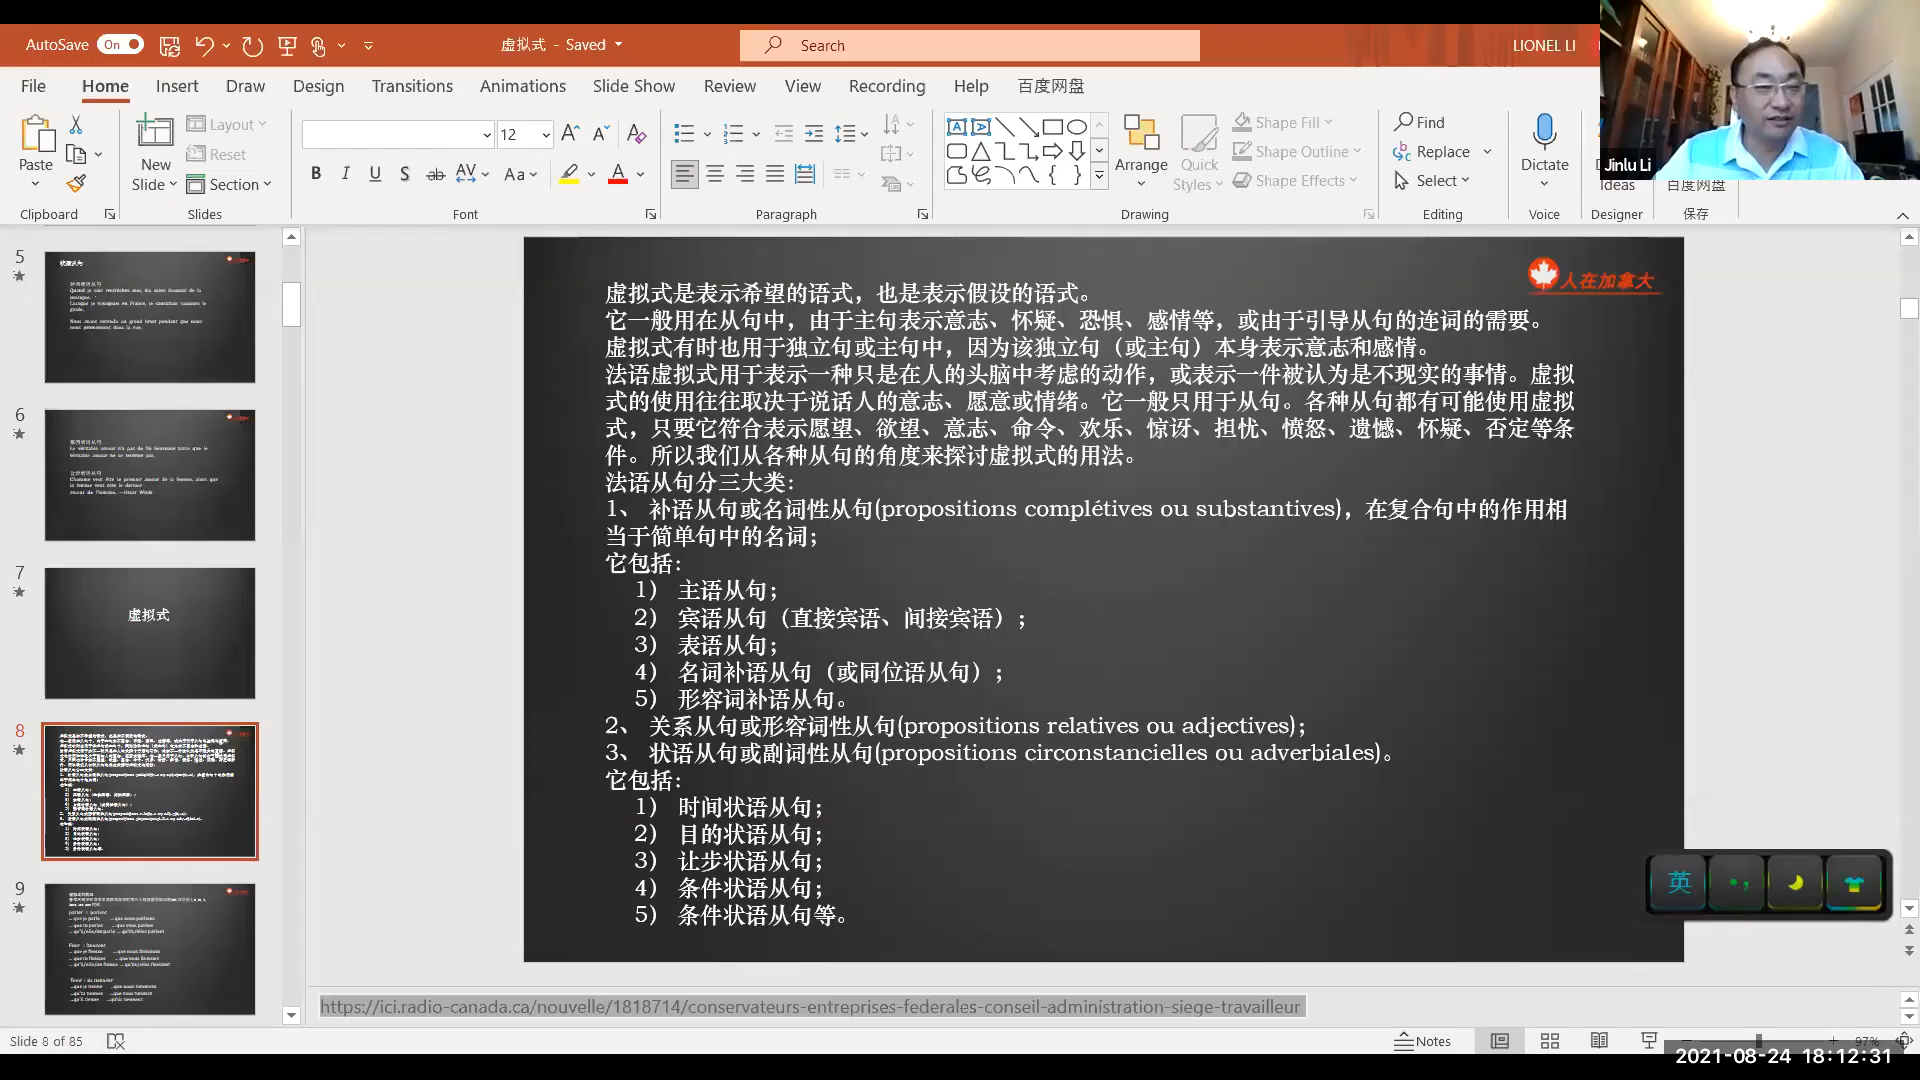 AutoSave On 虚拟式 - Saved Search LIONEL LI
File Home Insert Draw Design Transitions Animations Slide Show Review View Recording Help 百度网盘
Paste
New Slide
Layout
Reset
Section
12
Shape Fill
Shape Outline
Shape Effects
Arrange
Quick Styles
Find
Replace
Select
Dictate
Jinlu Li
Ideas
百度网盘
Clipboard Slides Font Paragraph Drawing Editing Voice Designer 保存
5
状语从句
6
7
虚拟式
8
9
人在加拿大
虚拟式是表示希望的语式，也是表示假设的语式。
它一般用在从句中，由于主句表示意志、怀疑、恐惧、感情等，或由于引导从句的连词的需要。
虚拟式有时也用于独立句或主句中，因为该独立句（或主句）本身表示意志和感情。
法语虚拟式用于表示一种只是在人的头脑中考虑的动作，或表示一件被认为是不现实的事情。虚拟
式的使用往往取决于说话人的意志、愿意或情绪。它一般只用于从句。各种从句都有可能使用虚拟
式，只要它符合表示愿望、欲望、意志、命令、欢乐、惊讶、担忧、愤怒、遗憾、怀疑、否定等条
件。所以我们从各种从句的角度来探讨虚拟式的用法。
法语从句分三大类：
1、 补语从句或名词性从句(propositions complétives ou substantives)，在复合句中的作用相
当于简单句中的名词；
它包括：
1） 主语从句；
2） 宾语从句（直接宾语、间接宾语）；
3） 表语从句；
4） 名词补语从句（或同位语从句）；
5） 形容词补语从句。
2、 关系从句或形容词性从句(propositions relatives ou adjectives)；
3、 状语从句或副词性从句(propositions circonstancielles ou adverbiales)。
它包括：
1） 时间状语从句；
2） 目的状语从句；
3） 让步状语从句；
4） 条件状语从句；
5） 条件状语从句等。
英
https://ici.radio-canada.ca/nouvelle/1818714/conservateurs-entreprises-federales-conseil-administration-siege-travailleur
Slide 8 of 85 Notes 97%
2021-08-24 18:12:31